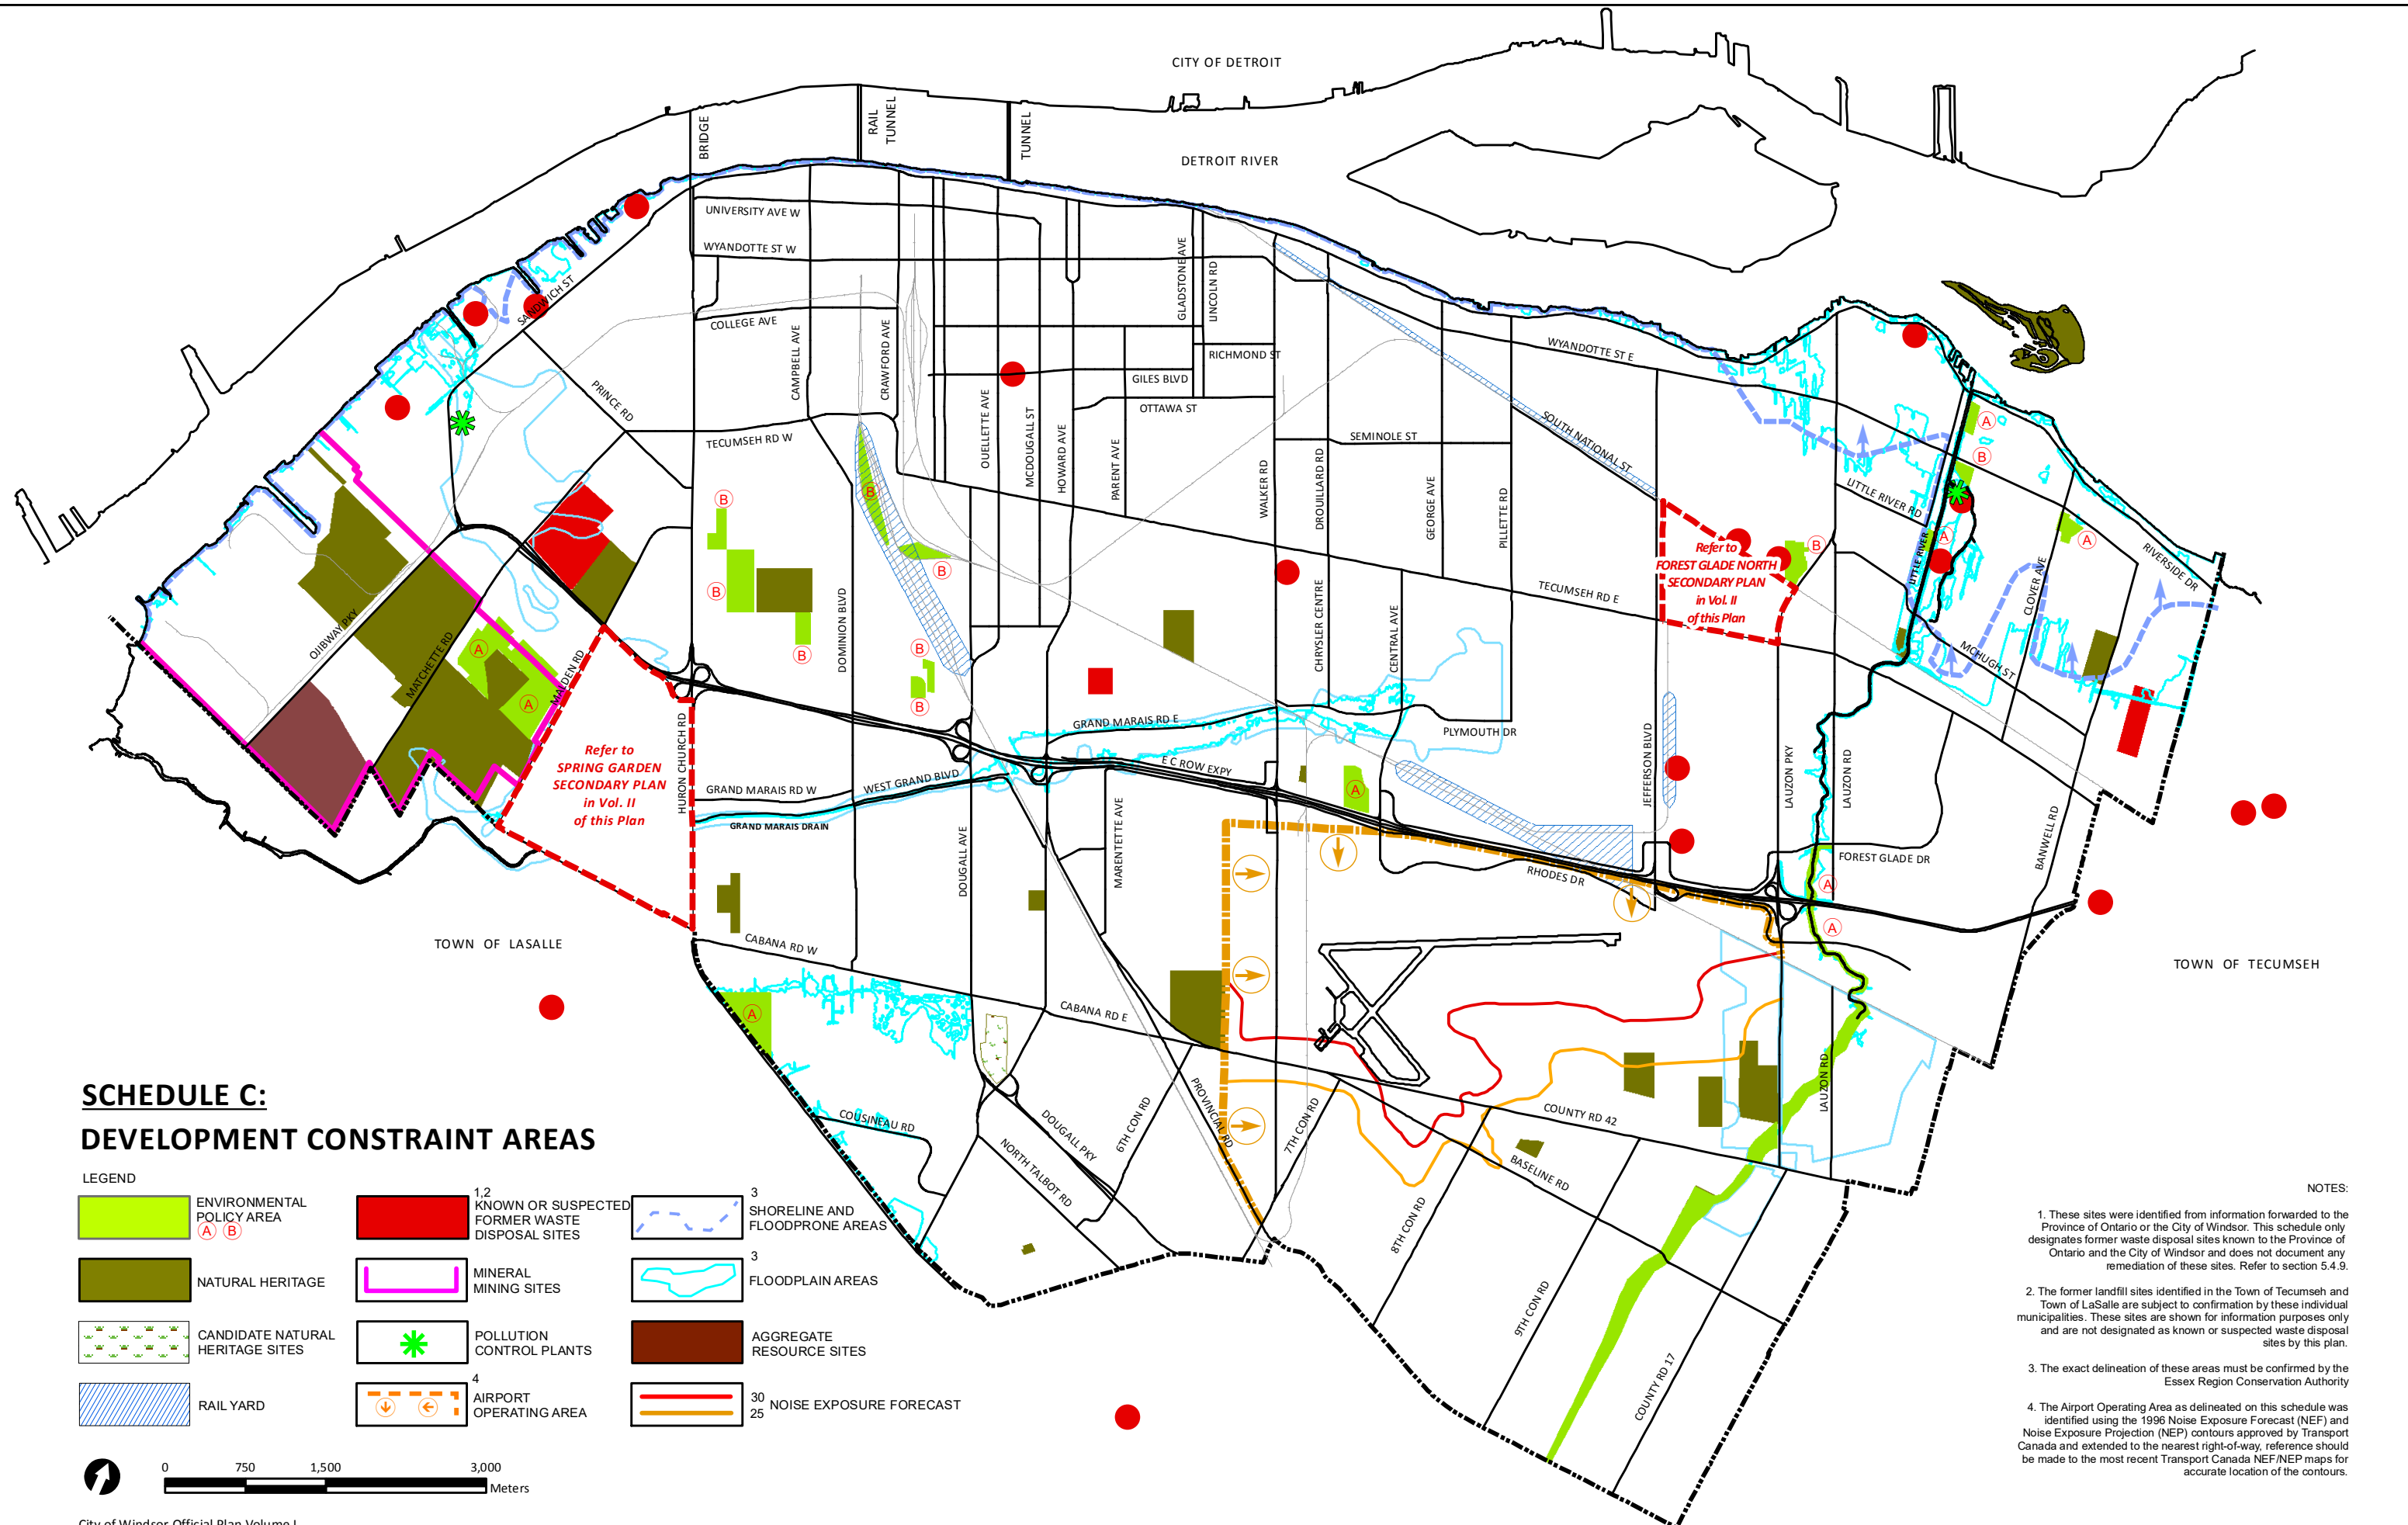 CITY OF DETROIT
BRIDGE
RAIL
TUNNEL
TUNNEL
DETROIT RIVER
UNIVERSITY AVE W
WYANDOTTE ST W
GLADSTONE AVE
LINCOLN RD
SANDWICH ST
COLLEGE AVE
CAMPBELL AVE
CRAWFORD AVE
RICHMOND ST
WYANDOTTE ST E
GILES BLVD
PRINCE RD
OUELLETTE AVE
MCDOUGALL ST
HOWARD AVE
PARENT AVE
OTTAWA ST
TECUMSEH RD W
WALKER RD
DROUILLARD RD
SEMINOLE ST
GEORGE AVE
PILLETTE RD
SOUTH NATIONAL ST
A
B
LITTLE RIVER RD
B
B
B
B
B
B
B
DOMINION BLVD
CHRYSLER CENTRE
CENTRAL AVE
TECUMSEH RD E
Refer to
FOREST GLADE NORTH
SECONDARY PLAN
in Vol. II
of this Plan
B
LITTLE RIVER
A
A
CLOVER AVE
RIVERSIDE DR
MCHUGH ST
OJIBWAY PKY
MATCHETTE RD
MALDEN RD
A
A
Refer to
SPRING GARDEN
SECONDARY PLAN
in Vol. II
of this Plan
HURON CHURCH RD
GRAND MARAIS RD E
PLYMOUTH DR
E C ROW EXPY
A
JEFFERSON BLVD
LAUZON PKY
LAUZON RD
GRAND MARAIS RD W
WEST GRAND BLVD
GRAND MARAIS DRAIN
DOUGALL AVE
MARENTETTE AVE
RHODES DR
FOREST GLADE DR
BANWELL RD
A
A
TOWN OF LASALLE
CABANA RD W
TOWN OF TECUMSEH
A
CABANA RD E
LAUZON RD
COUSINEAU RD
DOUGALL PKY
NORTH TALBOT RD
6TH CON RD
PROVINCIAL RD
7TH CON RD
COUNTY RD 42
BASELINE RD
8TH CON RD
9TH CON RD
COUNTY RD 17
SCHEDULE C:
DEVELOPMENT CONSTRAINT AREAS
LEGEND
ENVIRONMENTAL
POLICY AREA
A B
1,2
KNOWN OR SUSPECTED
FORMER WASTE
DISPOSAL SITES
3
SHORELINE AND
FLOODPRONE AREAS
NATURAL HERITAGE
MINERAL
MINING SITES
3
FLOODPLAIN AREAS
CANDIDATE NATURAL
HERITAGE SITES
POLLUTION
CONTROL PLANTS
AGGREGATE
RESOURCE SITES
RAIL YARD
4
AIRPORT
OPERATING AREA
30
25
NOISE EXPOSURE FORECAST
0 750 1,500 3,000
Meters
City of Windsor Official Plan Volume I
NOTES:
1. These sites were identified from information forwarded to the
Province of Ontario or the City of Windsor. This schedule only
designates former waste disposal sites known to the Province of
Ontario and the City of Windsor and does not document any
remediation of these sites. Refer to section 5.4.9.
2. The former landfill sites identified in the Town of Tecumseh and
Town of LaSalle are subject to confirmation by these individual
municipalities. These sites are shown for information purposes only
and are not designated as known or suspected waste disposal
sites by this plan.
3. The exact delineation of these areas must be confirmed by the
Essex Region Conservation Authority
4. The Airport Operating Area as delineated on this schedule was
identified using the 1996 Noise Exposure Forecast (NEF) and
Noise Exposure Projection (NEP) contours approved by Transport
Canada and extended to the nearest right-of-way, reference should
be made to the most recent Transport Canada NEF/NEP maps for
accurate location of the contours.